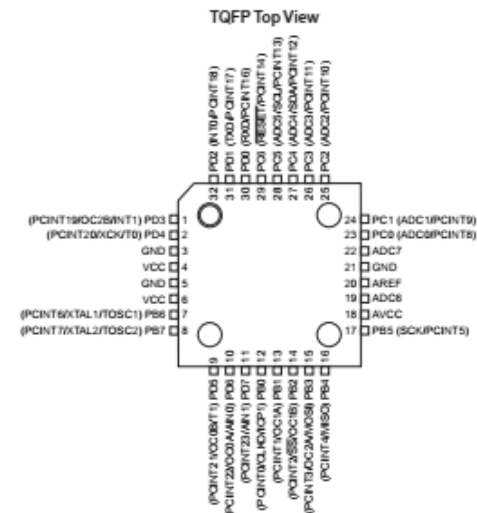 TQFP Top View
32 PD2 (INT0/PCINT18)
31 PD1 (TXD/PCINT17)
30 PD0 (RXD/PCINT16)
29 PC6 (RESET/PCINT14)
28 PC5 (ADC5/SCL/PCINT13)
27 PC4 (ADC4/SDA/PCINT12)
26 PC3 (ADC3/PCINT11)
25 PC2 (ADC2/PCINT10)
(PCINT19/OC2B/INT1) PD3 1
(PCINT20/XCK/T0) PD4 2
GND 3
VCC 4
GND 5
VCC 6
(PCINT6/XTAL1/TOSC1) PB6 7
(PCINT7/XTAL2/TOSC2) PB7 8
24 PC1 (ADC1/PCINT9)
23 PC0 (ADC0/PCINT8)
22 ADC7
21 GND
20 AREF
19 ADC6
18 AVCC
17 PB5 (SCK/PCINT5)
(PCINT21/OC0B/T1) PD5 9
(PCINT22/OC0A/AIN0) PD6 10
(PCINT23/AIN1) PD7 11
(PCINT0/CLKO/ICP1) PB0 12
(PCINT1/OC1A) PB1 13
(PCINT2/SS/OC1B) PB2 14
(PCINT3/OC2A/MOSI) PB3 15
(PCINT4/MISO) PB4 16